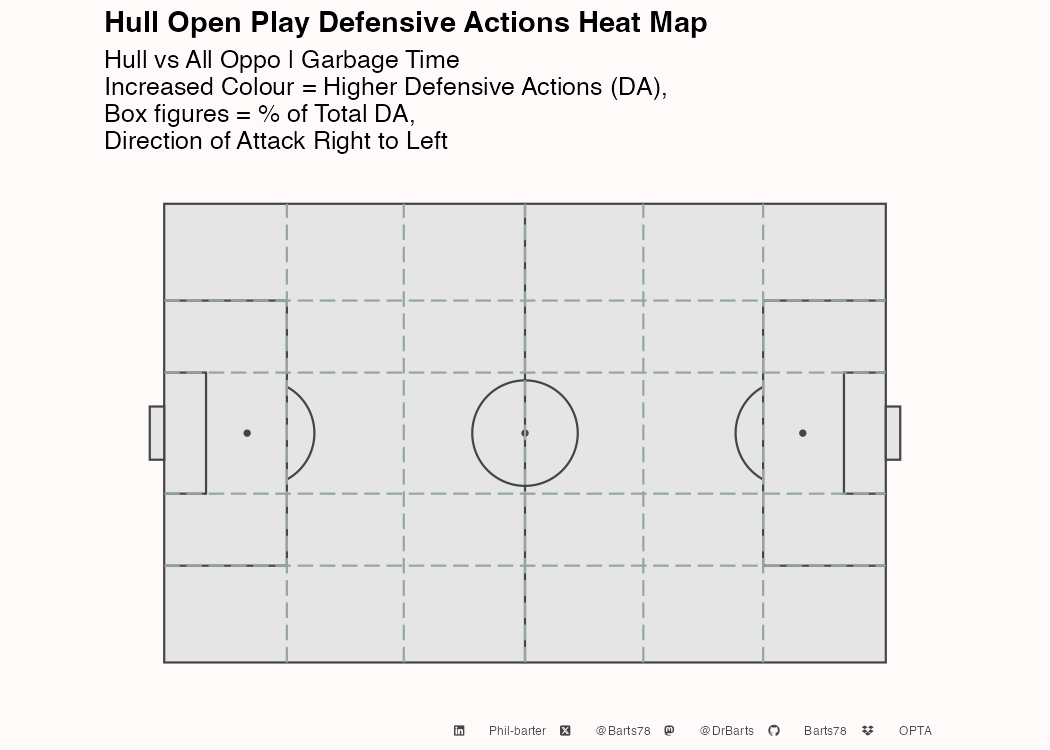 Hull Open Play Defensive Actions Heat Map
Hull vs All Oppo | Garbage Time
Increased Colour = Higher Defensive Actions (DA),
Box figures = % of Total DA,
Direction of Attack Right to Left
Phil-barter @Barts78 @DrBarts Barts78 OPTA